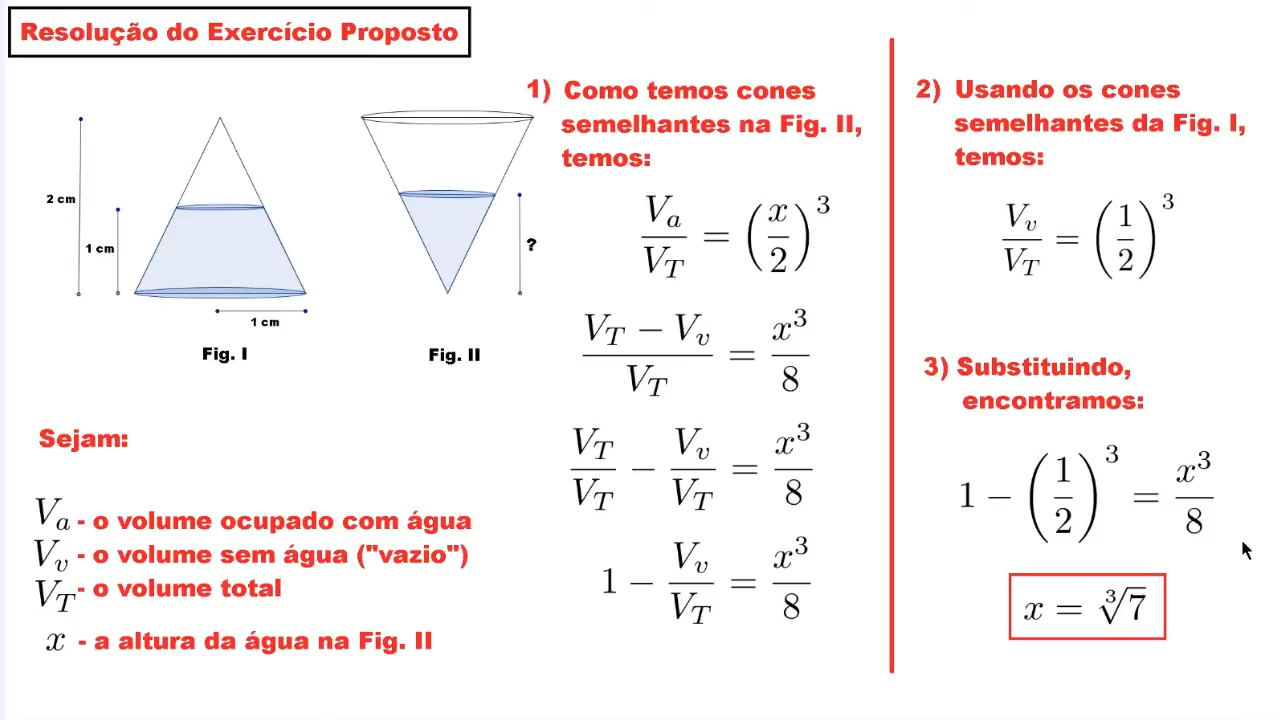 Resolução do Exercício Proposto
2 cm
1 cm
1 cm
Fig. I
?
Fig. II
Sejam:
V_a - o volume ocupado com água
V_v - o volume sem água ("vazio")
V_T - o volume total
x - a altura da água na Fig. II
1) Como temos cones
semelhantes na Fig. II,
temos:
V_a / V_T = (x / 2)^3
(V_T − V_v) / V_T = x^3 / 8
V_T / V_T − V_v / V_T = x^3 / 8
1 − V_v / V_T = x^3 / 8
2) Usando os cones
semelhantes da Fig. I,
temos:
V_v / V_T = (1 / 2)^3
3) Substituindo,
encontramos:
1 − (1 / 2)^3 = x^3 / 8
x = ∛7